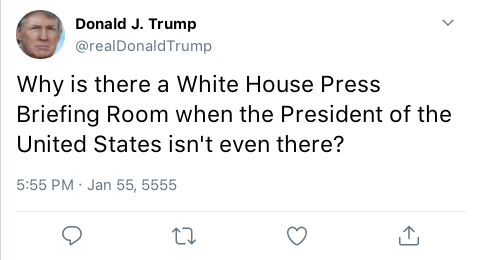 Donald J. Trump
@realDonaldTrump
Why is there a White House Press
Briefing Room when the President of the
United States isn't even there?
5:55 PM · Jan 55, 5555